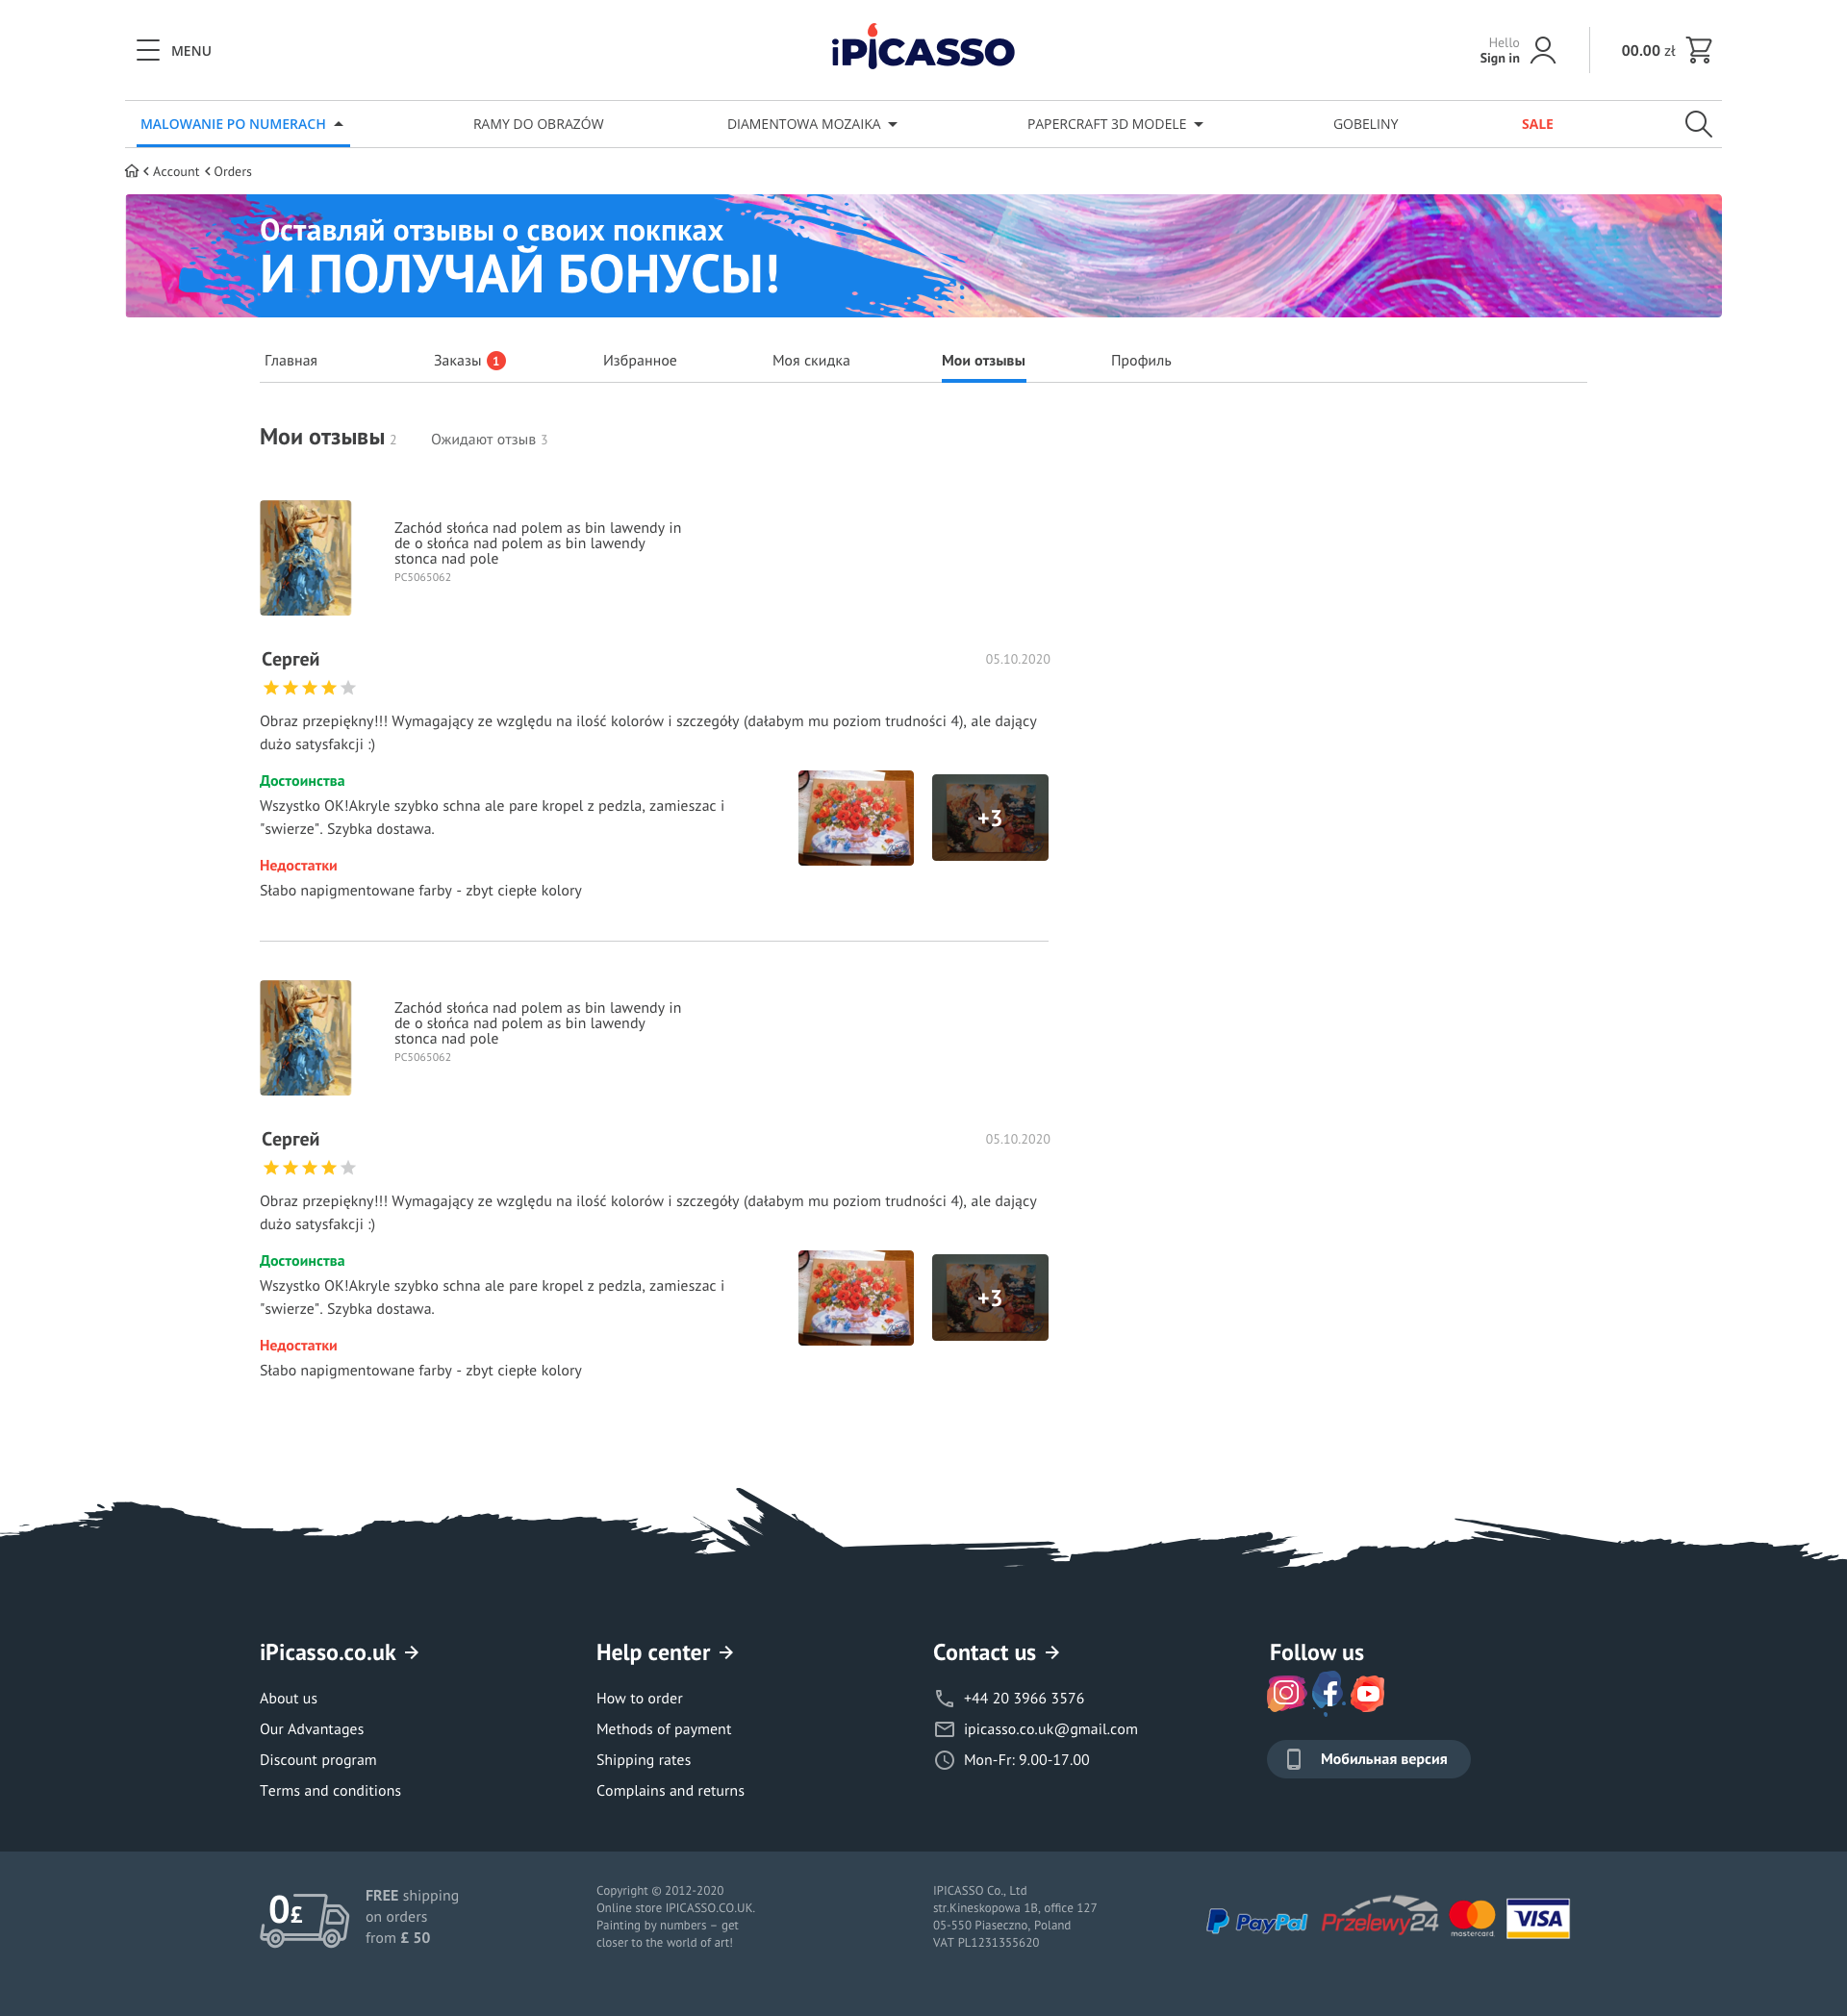 MENU
iPICASSO
Hello
Sign in
00.00 zł
MALOWANIE PO NUMERACH
RAMY DO OBRAZÓW
DIAMENTOWA MOZAIKA
PAPERCRAFT 3D MODELE
GOBELINY
SALE
Account
Orders
Оставляй отзывы о своих покпках
И ПОЛУЧАЙ БОНУСЫ!
Главная
Заказы 1
Избранное
Моя скидка
Мои отзывы
Профиль
Мои отзывы 2
Ожидают отзыв 3
Zachód słońca nad polem as bin lawendy in
de o słońca nad polem as bin lawendy
stonca nad pole
PC5065062
Сергей
05.10.2020
Obraz przepiękny!!! Wymagający ze względu na ilość kolorów i szczegóły (dałabym mu poziom trudności 4), ale dający
dużo satysfakcji :)
Достоинства
Wszystko OK!Akryle szybko schna ale pare kropel z pedzla, zamieszac i
"swierze". Szybka dostawa.
+3
Недостатки
Słabo napigmentowane farby - zbyt ciepłe kolory
Zachód słońca nad polem as bin lawendy in
de o słońca nad polem as bin lawendy
stonca nad pole
PC5065062
Сергей
05.10.2020
Obraz przepiękny!!! Wymagający ze względu na ilość kolorów i szczegóły (dałabym mu poziom trudności 4), ale dający
dużo satysfakcji :)
Достоинства
Wszystko OK!Akryle szybko schna ale pare kropel z pedzla, zamieszac i
"swierze". Szybka dostawa.
+3
Недостатки
Słabo napigmentowane farby - zbyt ciepłe kolory
iPicasso.co.uk
About us
Our Advantages
Discount program
Terms and conditions
Help center
How to order
Methods of payment
Shipping rates
Complains and returns
Contact us
+44 20 3966 3576
ipicasso.co.uk@gmail.com
Mon-Fr: 9.00-17.00
Follow us
Мобильная версия
0£
FREE shipping
on orders
from £ 50
Copyright © 2012-2020
Online store IPICASSO.CO.UK.
Painting by numbers – get
closer to the world of art!
IPICASSO Co., Ltd
str.Kineskopowa 1B, office 127
05-550 Piaseczno, Poland
VAT PL1231355620
PayPal
Przelewy24
mastercard
VISA